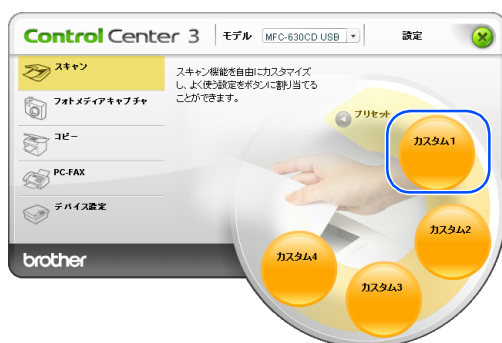 Control Center 3 モデル MFC-630CD USB 設定
スキャン
フォトメディアキャプチャ
コピー
PC-FAX
デバイス設定
スキャン機能を自由にカスタマイズ
し、よく使う設定をボタンに割り当てる
ことができます。
プリセット
カスタム1
カスタム2
カスタム3
カスタム4
brother